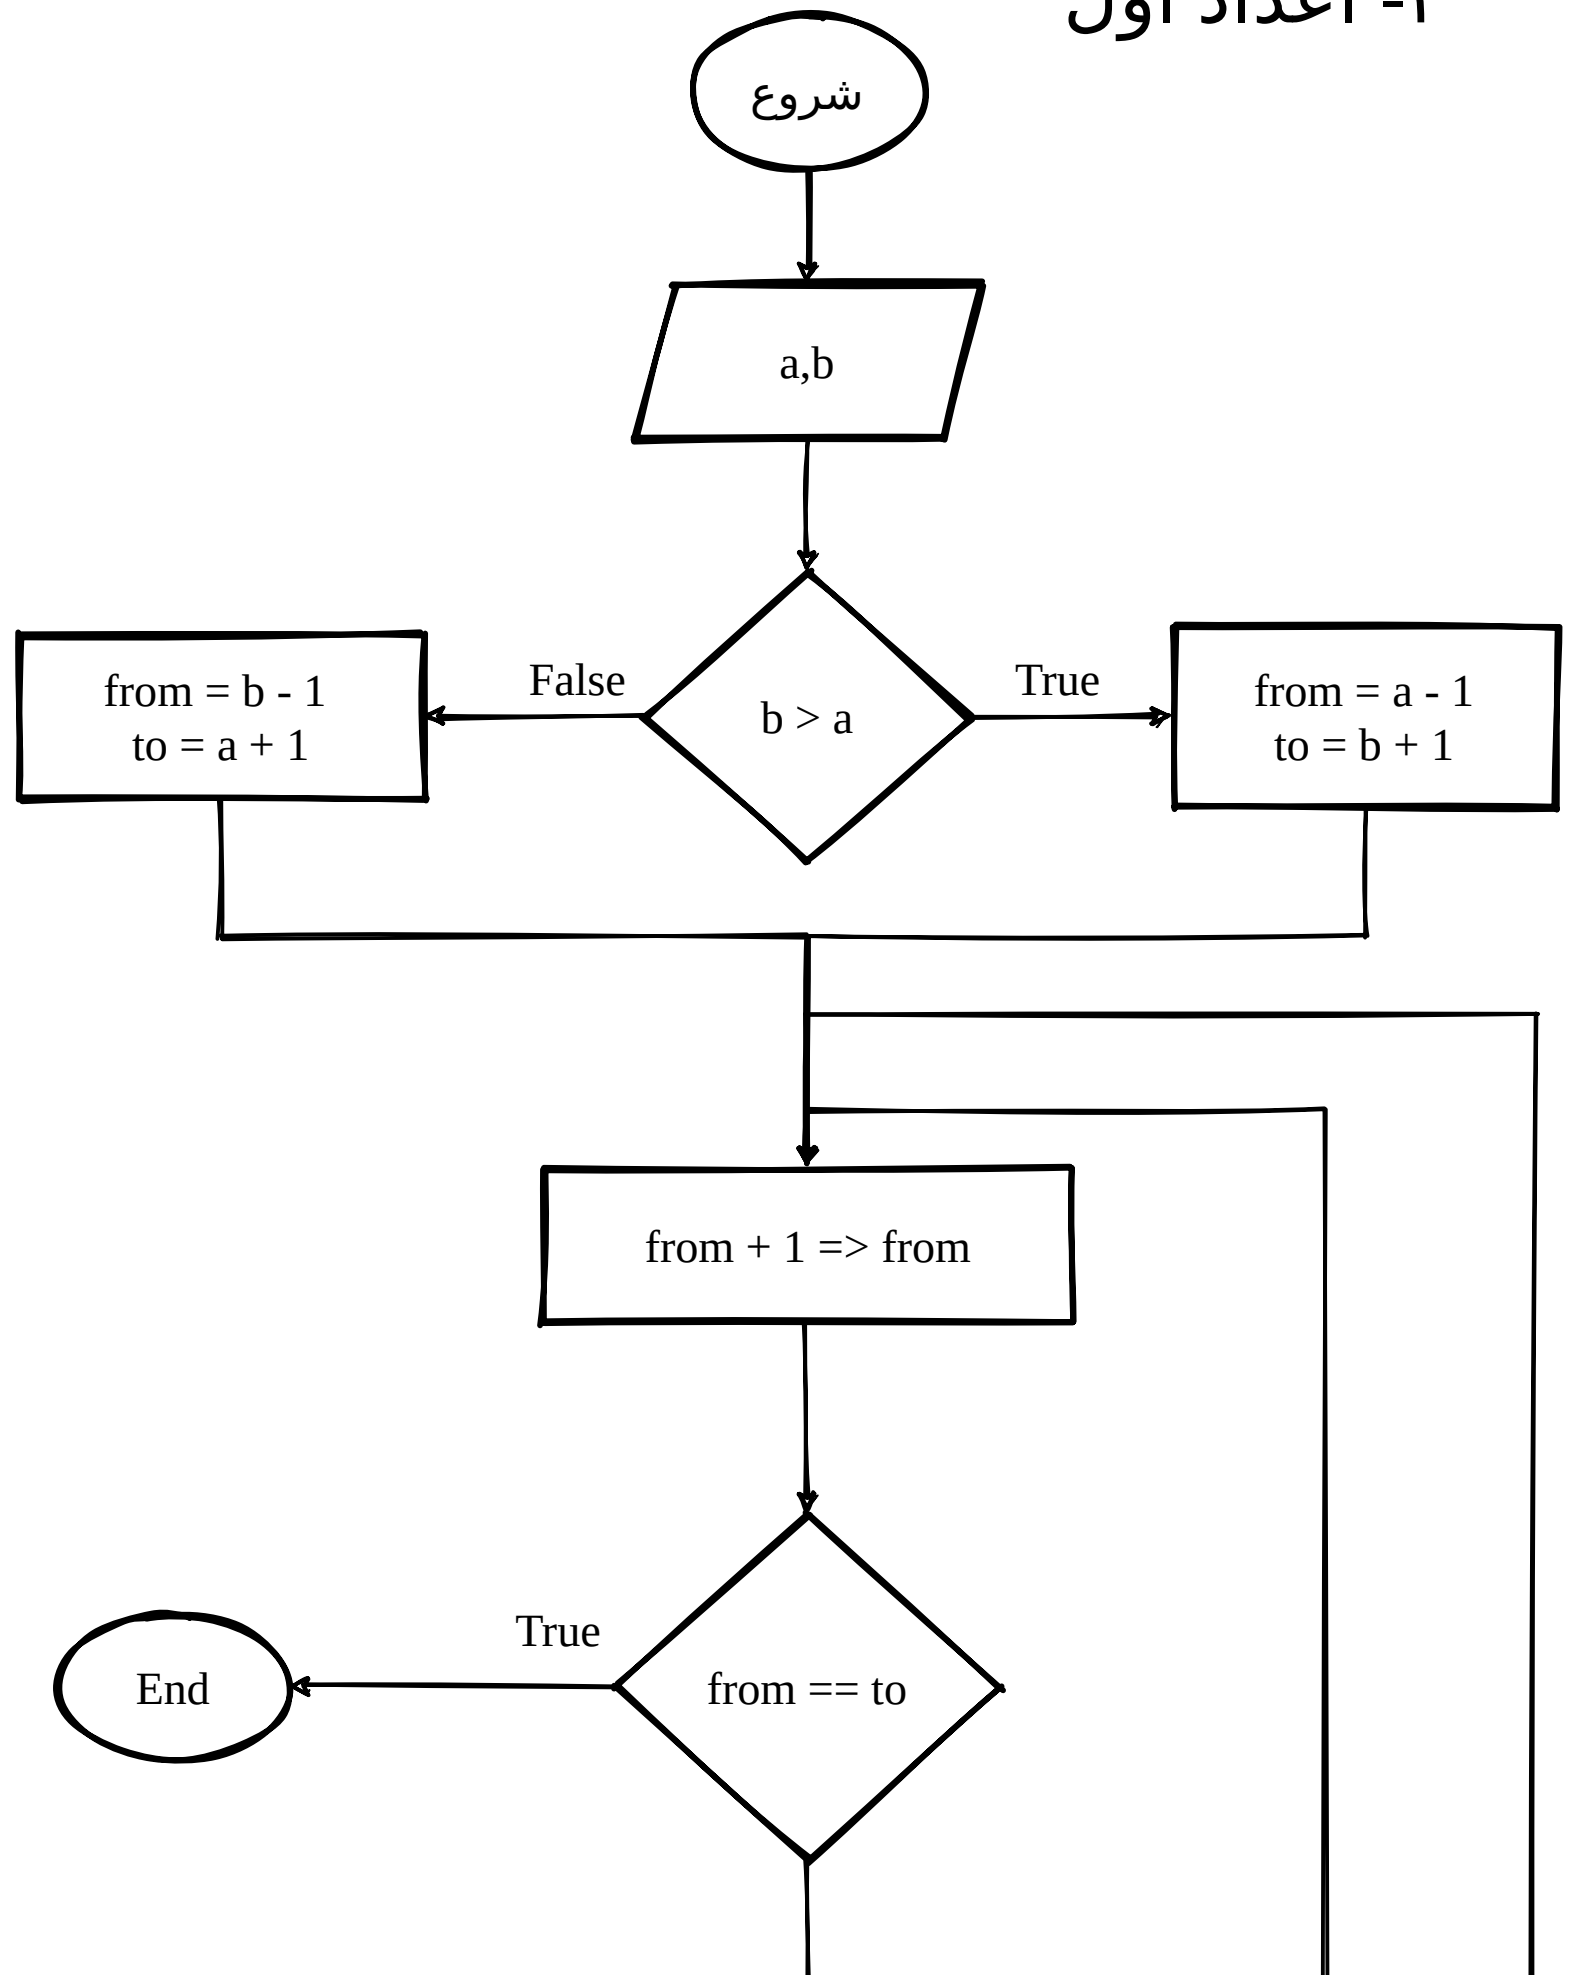 اعداد اول
شروع
a,b
b > a
False
True
from = b - 1
to = a + 1
from = a - 1
to = b + 1
from + 1 => from
from == to
True
End